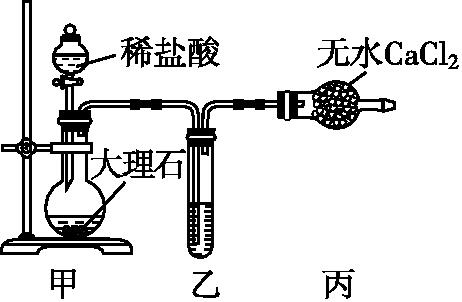 稀盐酸
无水CaCl₂
大理石
甲
乙
丙